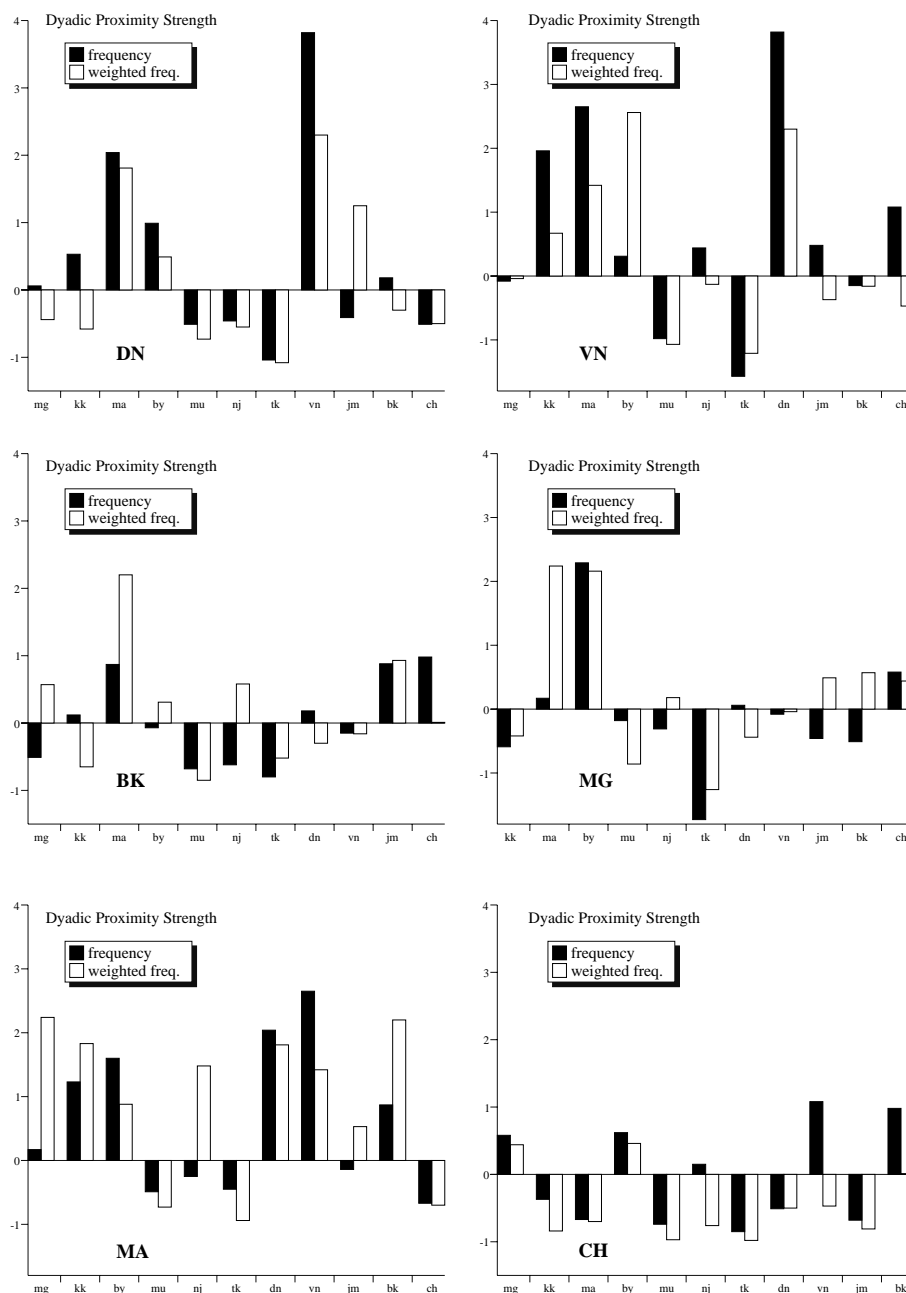 Dyadic Proximity Strength
frequency
weighted freq.
4
3
2
1
0
-1
DN
mg kk ma by mu nj tk vn jm bk ch
Dyadic Proximity Strength
frequency
weighted freq.
4
3
2
1
0
-1
VN
mg kk ma by mu nj tk dn jm bk ch
Dyadic Proximity Strength
frequency
weighted freq.
4
3
2
1
0
-1
BK
mg kk ma by mu nj tk dn vn jm ch
Dyadic Proximity Strength
frequency
weighted freq.
4
3
2
1
0
-1
MG
kk ma by mu nj tk dn vn jm bk ch
Dyadic Proximity Strength
frequency
weighted freq.
4
3
2
1
0
-1
MA
mg kk by mu nj tk dn vn jm bk ch
Dyadic Proximity Strength
frequency
weighted freq.
4
3
2
1
0
-1
CH
mg kk ma by mu nj tk dn vn jm bk